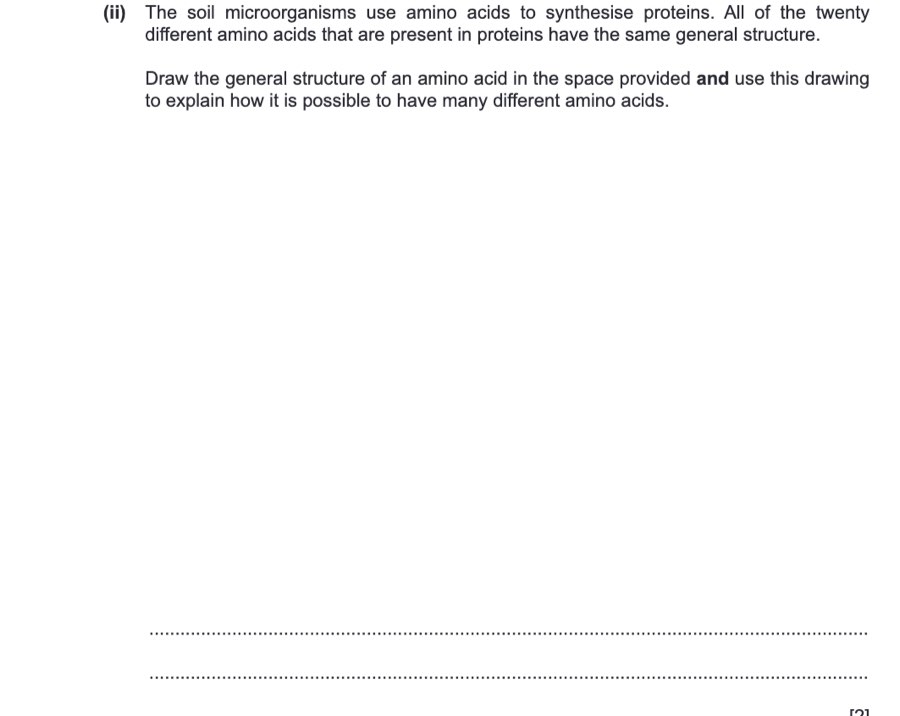 (ii) The soil microorganisms use amino acids to synthesise proteins. All of the twenty
different amino acids that are present in proteins have the same general structure.
Draw the general structure of an amino acid in the space provided and use this drawing
to explain how it is possible to have many different amino acids.